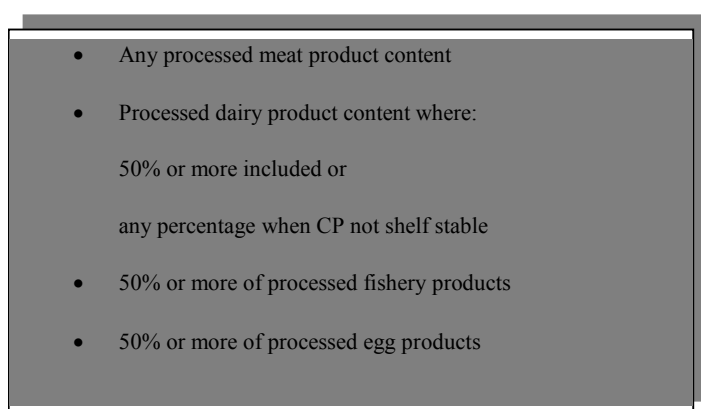 • Any processed meat product content
• Processed dairy product content where:
50% or more included or
any percentage when CP not shelf stable
• 50% or more of processed fishery products
• 50% or more of processed egg products